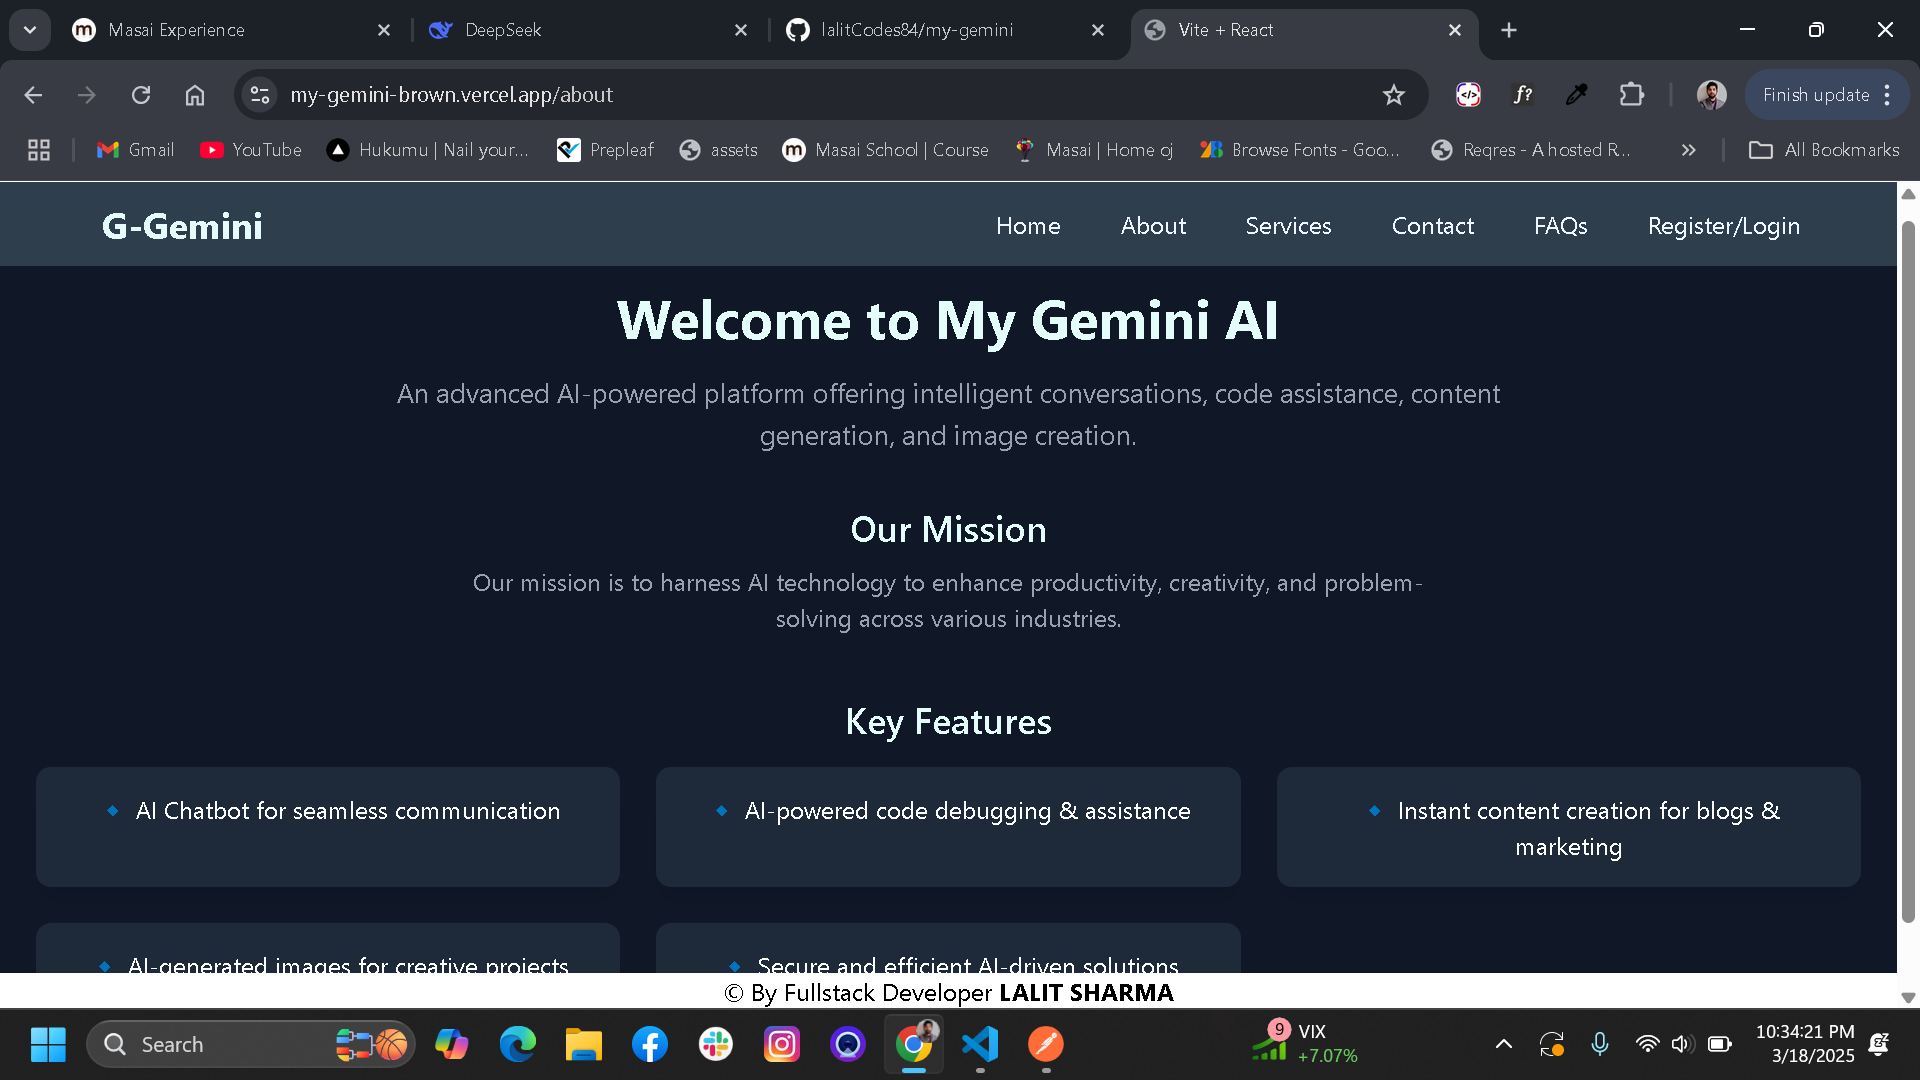 Masai Experience
DeepSeek
lalitCodes84/my-gemini
Vite + React
my-gemini-brown.vercel.app/about
f?
Finish update
Gmail
YouTube
Hukumu | Nail your...
Prepleaf
assets
Masai School | Course
Masai | Home oj
Browse Fonts - Goo...
Reqres - A hosted R...
All Bookmarks
G-Gemini
Home
About
Services
Contact
FAQs
Register/Login
Welcome to My Gemini AI
An advanced AI-powered platform offering intelligent conversations, code assistance, content
generation, and image creation.
Our Mission
Our mission is to harness AI technology to enhance productivity, creativity, and problem-
solving across various industries.
Key Features
AI Chatbot for seamless communication
AI-powered code debugging & assistance
Instant content creation for blogs &
marketing
AI-generated images for creative projects
Secure and efficient AI-driven solutions
© By Fullstack Developer LALIT SHARMA
Search
9
VIX
+7.07%
10:34:21 PM
3/18/2025